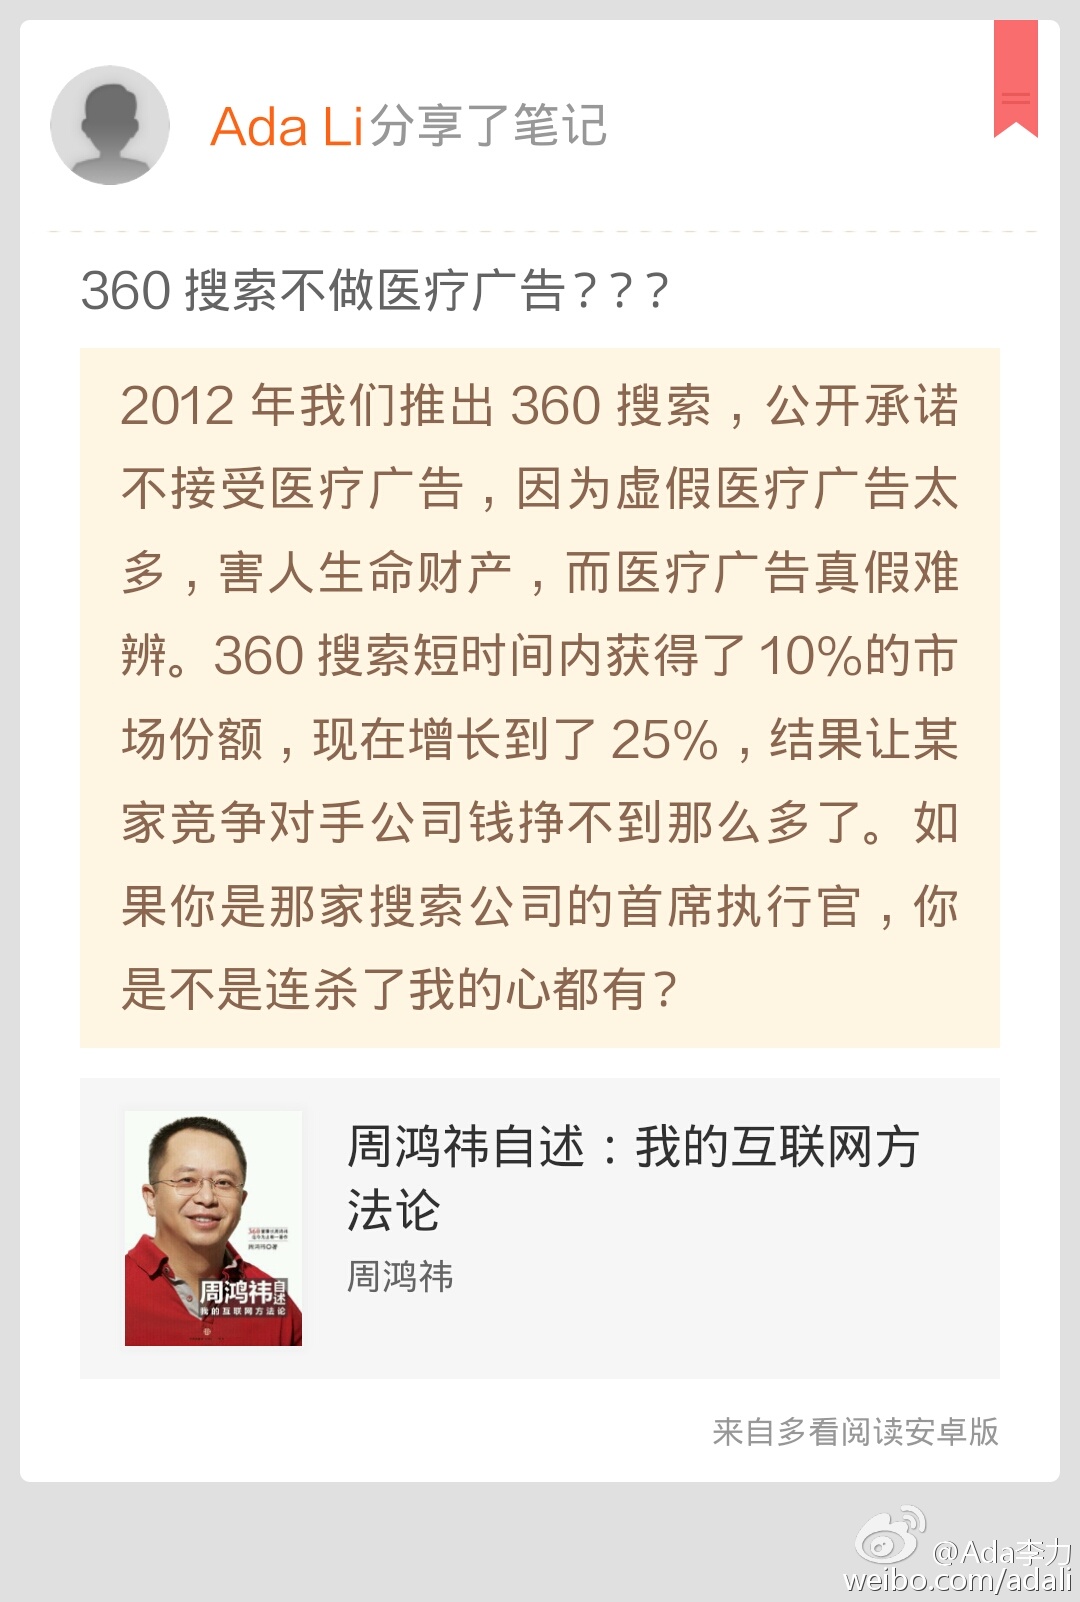 Ada Li分享了笔记
360 搜索不做医疗广告？？？
2012 年我们推出 360 搜索，公开承诺
不接受医疗广告，因为虚假医疗广告太
多，害人生命财产，而医疗广告真假难
辨。360 搜索短时间内获得了10%的市
场份额，现在增长到了 25%，结果让某
家竞争对手公司钱挣不到那么多了。如
果你是那家搜索公司的首席执行官，你
是不是连杀了我的心都有？
周鸿祎自述：我的互联网方
法论
周鸿祎
周鸿祎自述
我的互联网方法论
来自多看阅读安卓版
@Ada李力
weibo.com/adali